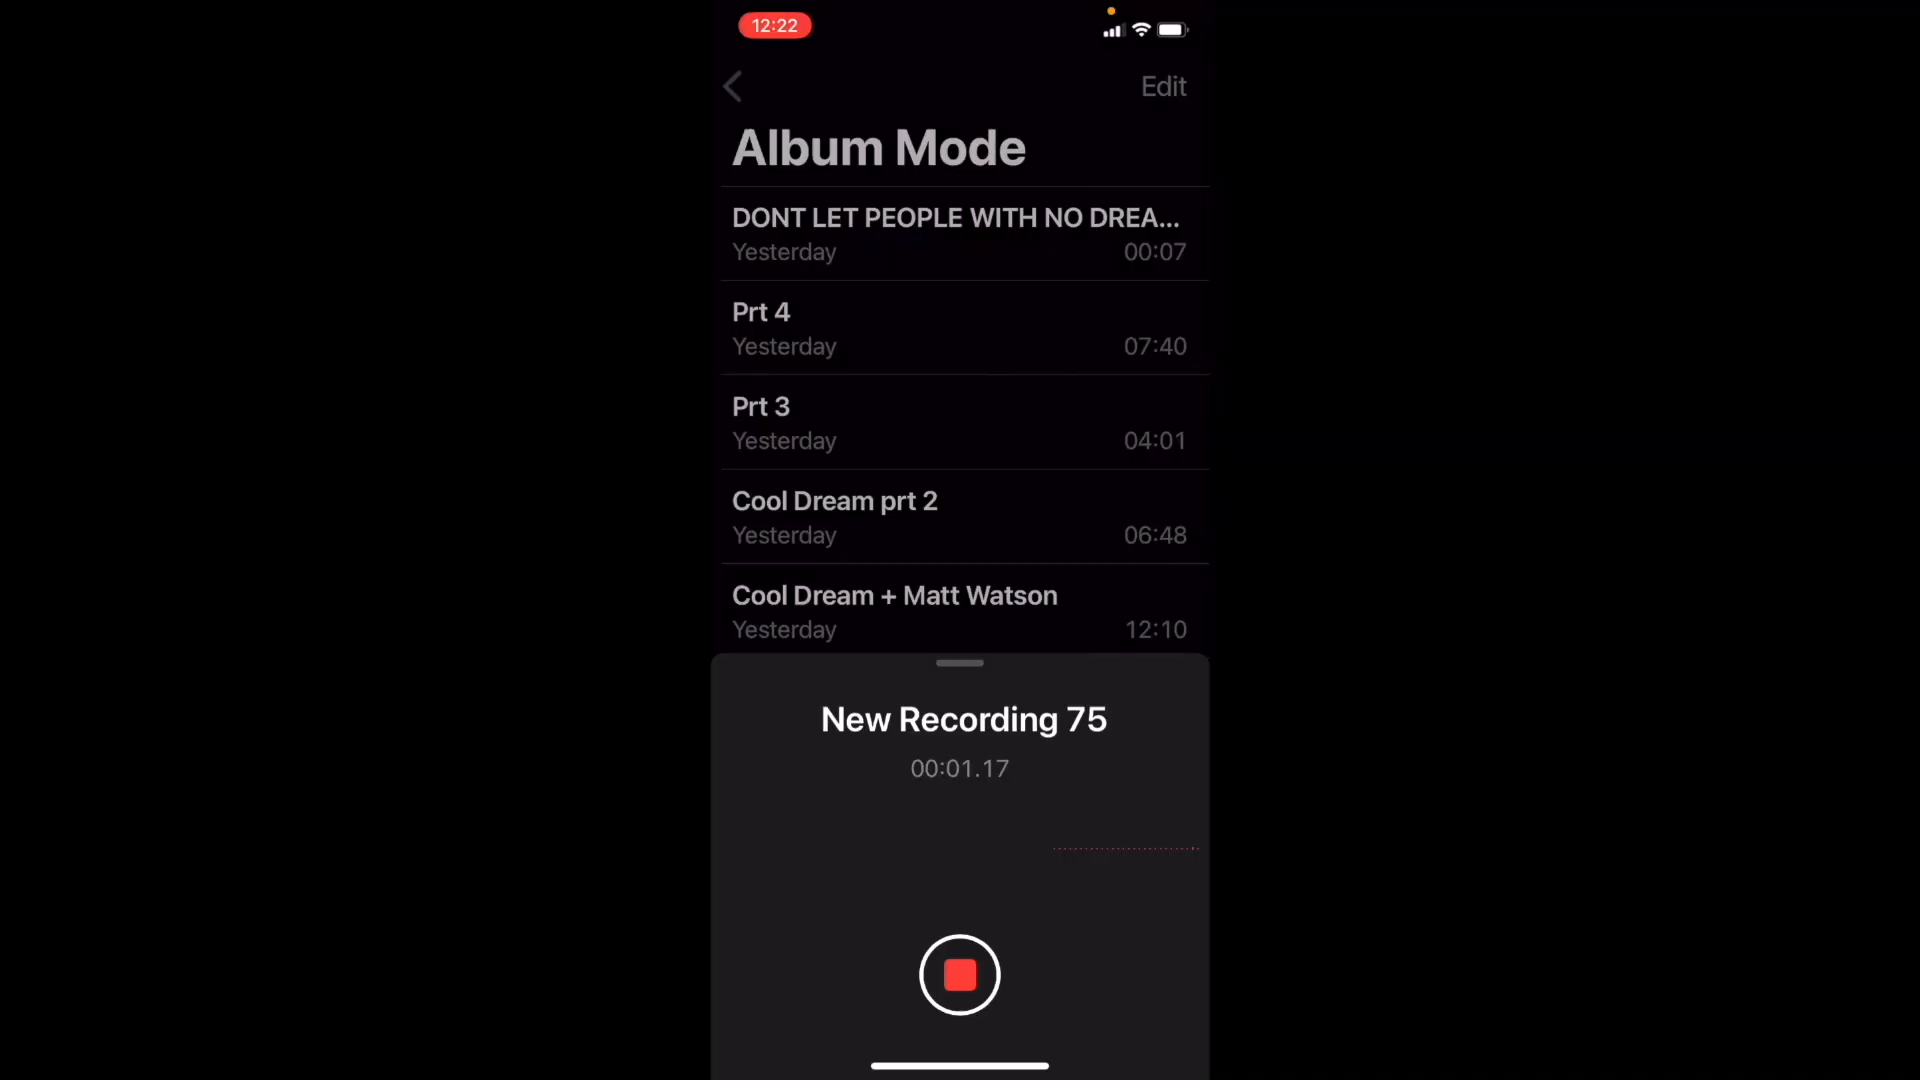 12:22
Edit
Album Mode
DONT LET PEOPLE WITH NO DREA...
Yesterday 00:07
Prt 4
Yesterday 07:40
Prt 3
Yesterday 04:01
Cool Dream prt 2
Yesterday 06:48
Cool Dream + Matt Watson
Yesterday 12:10
New Recording 75
00:01.17